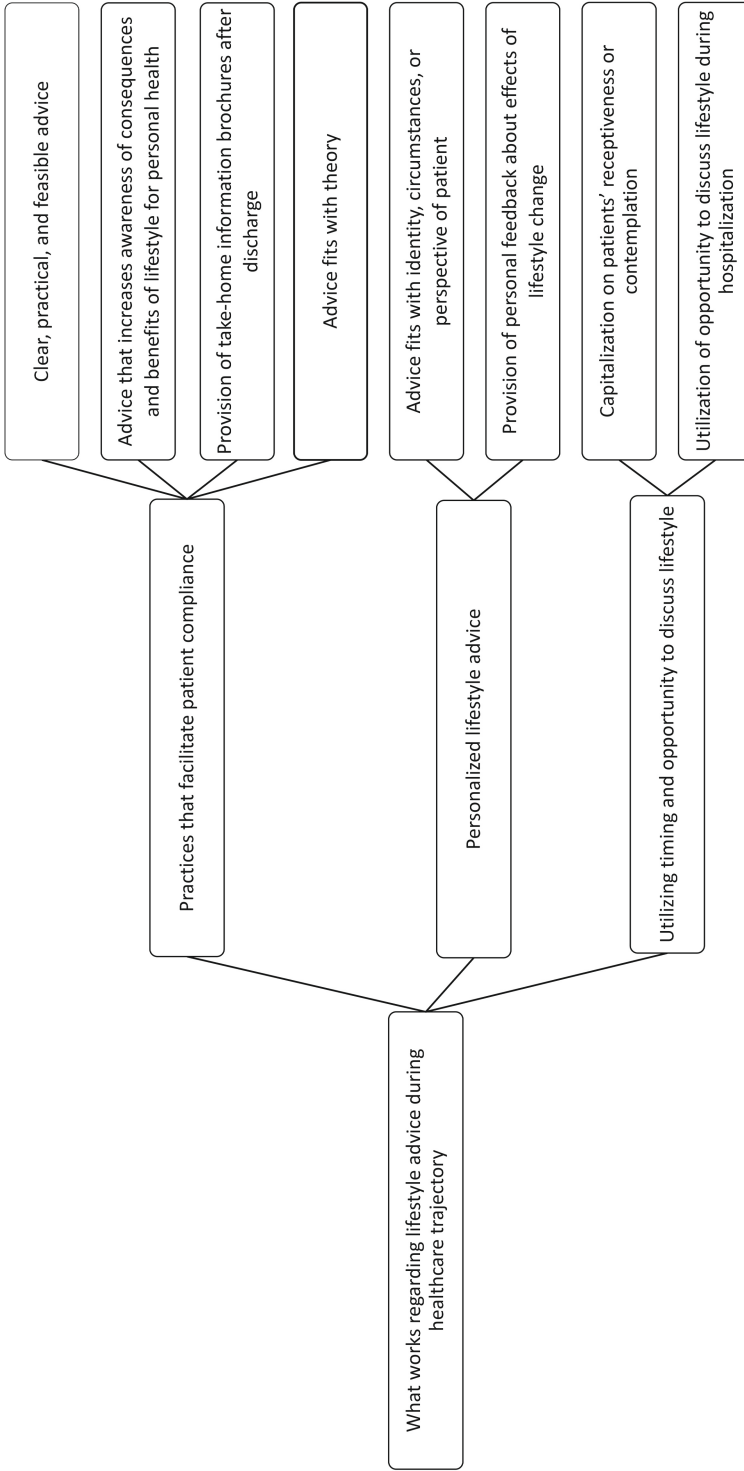 What works regarding lifestyle advice during
healthcare trajectory
Practices that facilitate patient compliance
Clear, practical, and feasible advice
Advice that increases awareness of consequences
and benefits of lifestyle for personal health
Provision of take-home information brochures after
discharge
Advice fits with theory
Personalized lifestyle advice
Advice fits with identity, circumstances, or
perspective of patient
Provision of personal feedback about effects of
lifestyle change
Utilizing timing and opportunity to discuss lifestyle
Capitalization on patients’ receptiveness or
contemplation
Utilization of opportunity to discuss lifestyle during
hospitalization